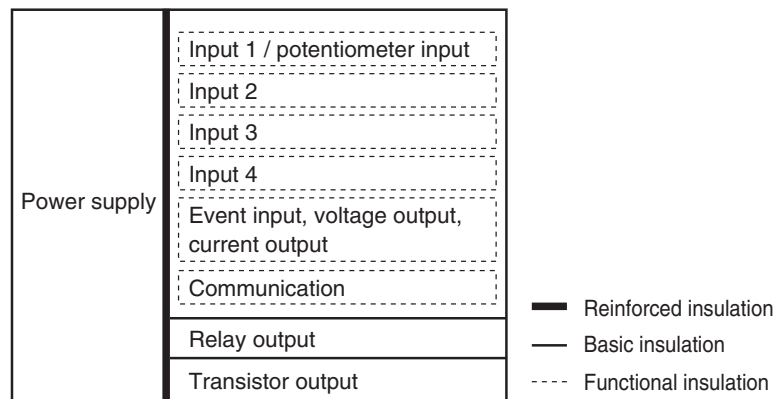 Power supply
Input 1 / potentiometer input
Input 2
Input 3
Input 4
Event input, voltage output,
current output
Communication
Relay output
Transistor output
Reinforced insulation
Basic insulation
Functional insulation